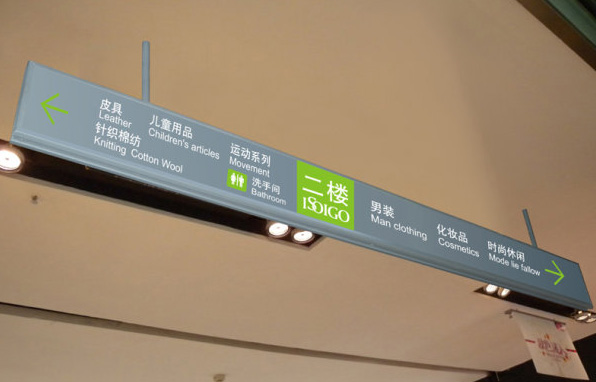 皮具
Leather
儿童用品
Children's articles
运动系列
Movement
针织棉纺
Knitting Cotton Wool
洗手间
Bathroom
二楼
ISOIGO
男装
Man clothing
化妆品
Cosmetics
时尚休闲
Mode lie fallow